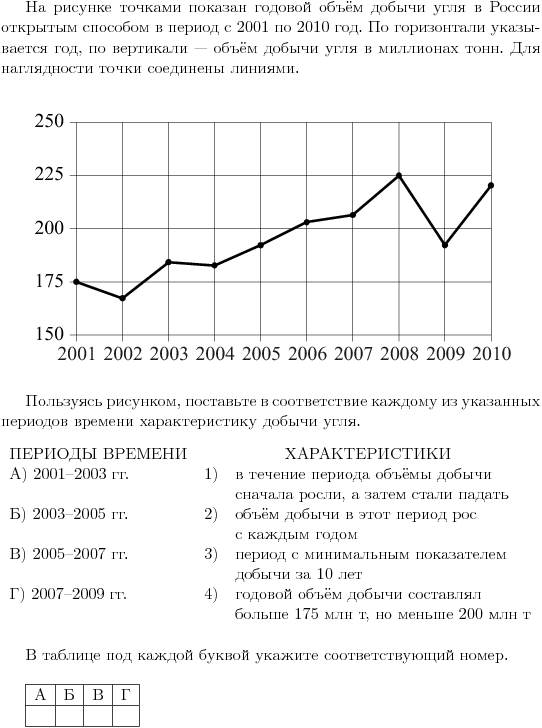 На рисунке точками показан годовой объём добычи угля в России
открытым способом в период с 2001 по 2010 год. По горизонтали указы-
вается год, по вертикали — объём добычи угля в миллионах тонн. Для
наглядности точки соединены линиями.
250
225
200
175
150
2001 2002 2003 2004 2005 2006 2007 2008 2009 2010
Пользуясь рисунком, поставьте в соответствие каждому из указанных
периодов времени характеристику добычи угля.
ПЕРИОДЫ ВРЕМЕНИ ХАРАКТЕРИСТИКИ
А) 2001–2003 гг. 1) в течение периода объёмы добычи
сначала росли, а затем стали падать
Б) 2003–2005 гг. 2) объём добычи в этот период рос
с каждым годом
В) 2005–2007 гг. 3) период с минимальным показателем
добычи за 10 лет
Г) 2007–2009 гг. 4) годовой объём добычи составлял
больше 175 млн т, но меньше 200 млн т
В таблице под каждой буквой укажите соответствующий номер.
А Б В Г